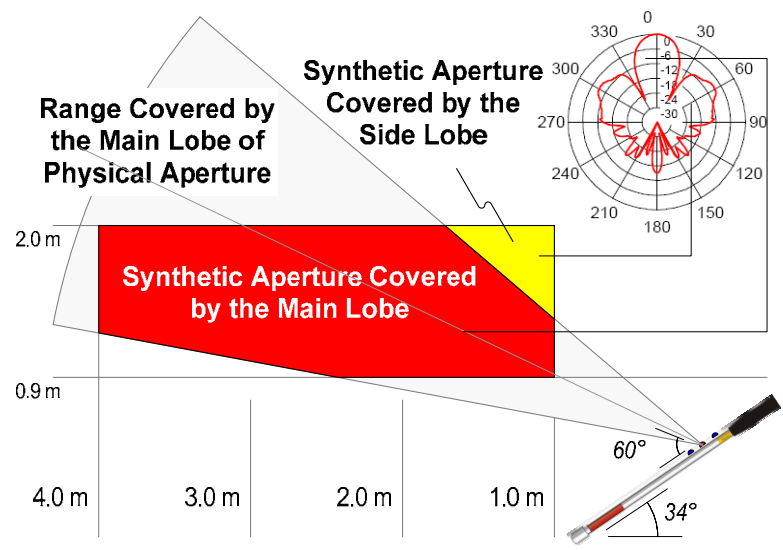 0
330
30
300
60
270
90
240
120
210
150
180
0
-6
-12
-18
-24
-30
Synthetic Aperture
Covered by the
Side Lobe
Range Covered by
the Main Lobe of
Physical Aperture
2.0 m
Synthetic Aperture Covered
by the Main Lobe
0.9 m
4.0 m
3.0 m
2.0 m
1.0 m
60°
34°